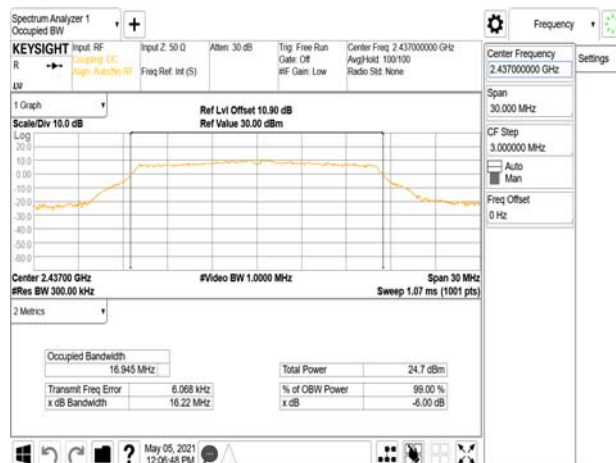 Spectrum Analyzer 1
Occupied BW
Frequency
KEYSIGHT
R
Input: RF
Coupling: DC
Align: Auto/No RF
Input Z: 50 Ω
Freq Ref: Int (S)
Atten: 30 dB
Trig: Free Run
Gate: Off
#IF Gain: Low
Center Freq: 2.437000000 GHz
Avg|Hold: 100/100
Radio Std: None
Center Frequency
2.437000000 GHz
Settings
Span
30.000 MHz
CF Step
3.000000 MHz
Auto
Man
Freq Offset
0 Hz
1 Graph
Scale/Div 10.0 dB
Ref Lvl Offset 10.90 dB
Ref Value 30.00 dBm
Log
20.0
10.0
0.00
-10.0
-20.0
-30.0
-40.0
-50.0
-60.0
Center 2.43700 GHz
#Res BW 300.00 kHz
#Video BW 1.0000 MHz
Span 30 MHz
Sweep 1.07 ms (1001 pts)
2 Metrics
Occupied Bandwidth
16.945 MHz
Total Power 24.7 dBm
Transmit Freq Error 6.068 kHz
% of OBW Power 99.00 %
x dB Bandwidth 16.22 MHz
x dB -6.00 dB
?
May 05, 2021
12:06:48 PM